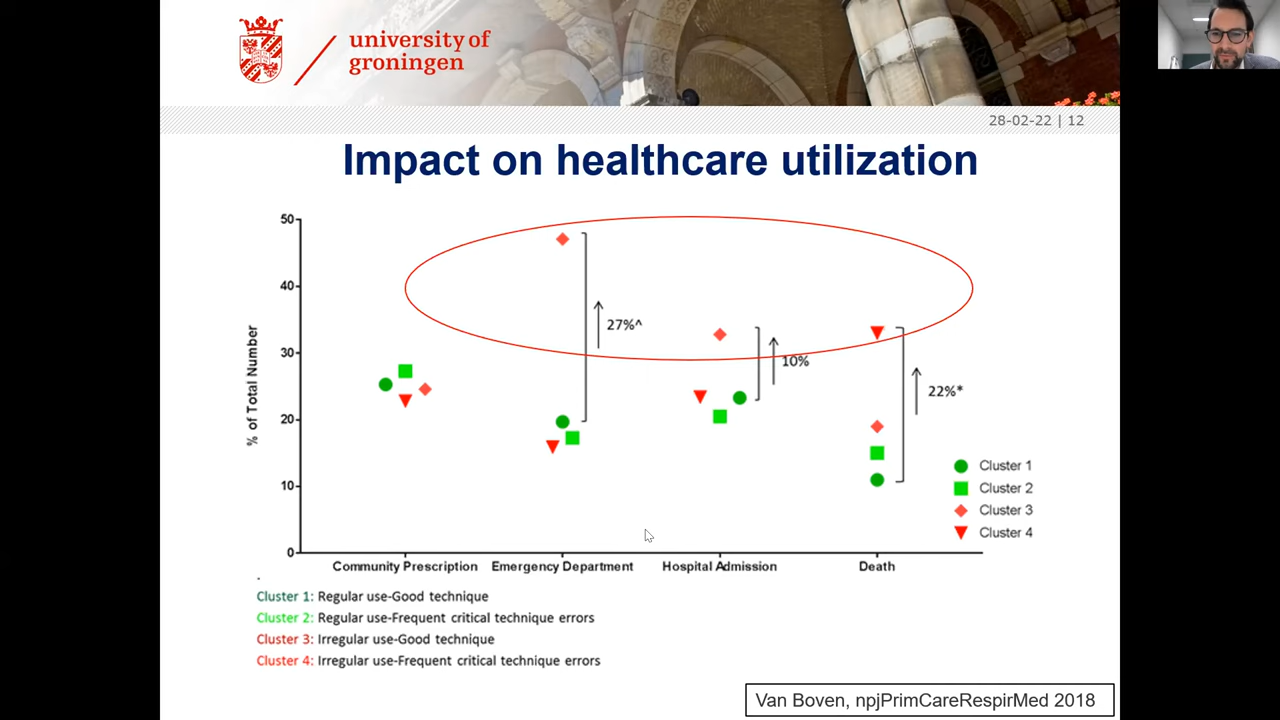 university of
groningen
28-02-22 | 12
Impact on healthcare utilization
50
40
30
20
10
0
% of Total Number
27%^
10%
22%*
Cluster 1
Cluster 2
Cluster 3
Cluster 4
Community Prescription Emergency Department Hospital Admission Death
Cluster 1: Regular use-Good technique
Cluster 2: Regular use-Frequent critical technique errors
Cluster 3: Irregular use-Good technique
Cluster 4: Irregular use-Frequent critical technique errors
Van Boven, npjPrimCareRespirMed 2018